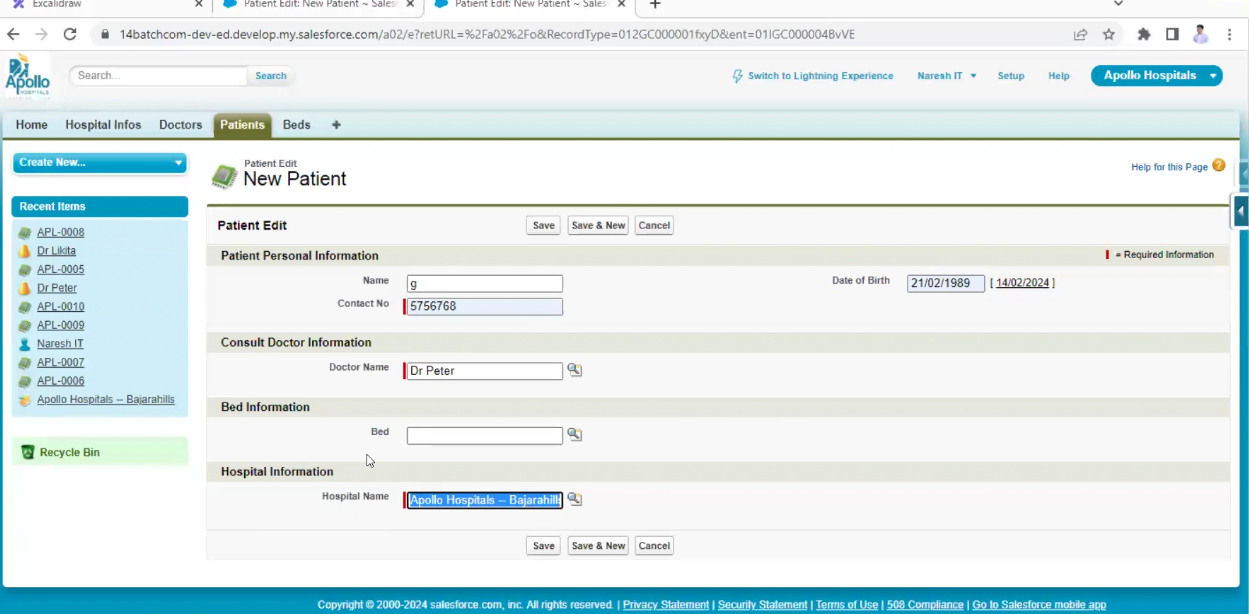 Excalidraw
Patient Edit: New Patient ~ Sales
Patient Edit: New Patient ~ Sales
14batchcom-dev-ed.develop.my.salesforce.com/a02/e?retURL=%2Fa02%2Fo&RecordType=012GC000001fxyD&ent=01IGC000004BvVE
Apollo
HOSPITALS
Search...
Search
Switch to Lightning Experience
Naresh IT
Setup
Help
Apollo Hospitals
Home
Hospital Infos
Doctors
Patients
Beds
Create New...
Recent Items
APL-0008
Dr Likita
APL-0005
Dr Peter
APL-0010
APL-0009
Naresh IT
APL-0007
APL-0006
Apollo Hospitals -- Bajarahills
Recycle Bin
Patient Edit
New Patient
Help for this Page
Patient Edit
Save
Save & New
Cancel
Patient Personal Information
= Required Information
Name
g
Date of Birth
21/02/1989
[ 14/02/2024 ]
Contact No
5756768
Consult Doctor Information
Doctor Name
Dr Peter
Bed Information
Bed
Hospital Information
Hospital Name
Apollo Hospitals -- Bajarahills
Save
Save & New
Cancel
Copyright © 2000-2024 salesforce.com, inc. All rights reserved. | Privacy Statement | Security Statement | Terms of Use | 508 Compliance | Go to Salesforce mobile app